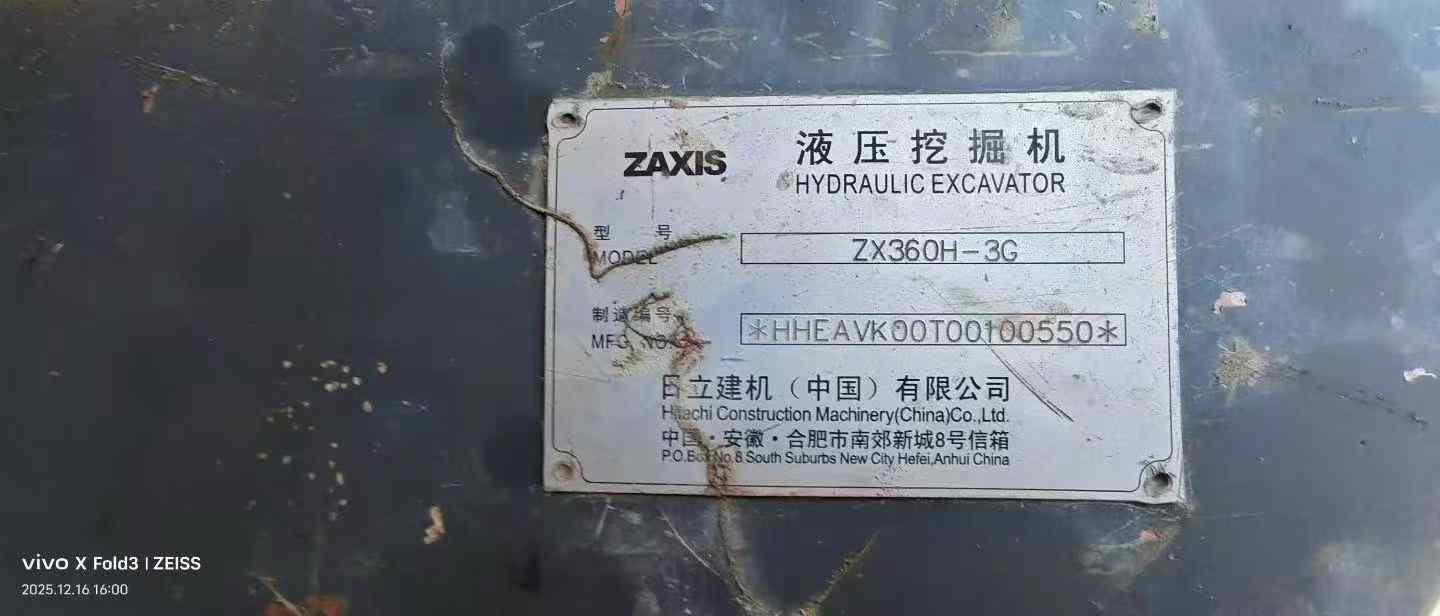 ZAXIS 液压挖掘机
HYDRAULIC EXCAVATOR
型 号
MODEL ZX360H-3G
制造编号
MFG. NO. *HHEAVK00T00100550*
日立建机（中国）有限公司
Hitachi Construction Machinery(China)Co.,Ltd.
中国·安徽·合肥市南郊新城8号信箱
P.O.Box No.8 South Suburbs New City Hefei,Anhui China
vivo X Fold3 | ZEISS
2025.12.16 16:00